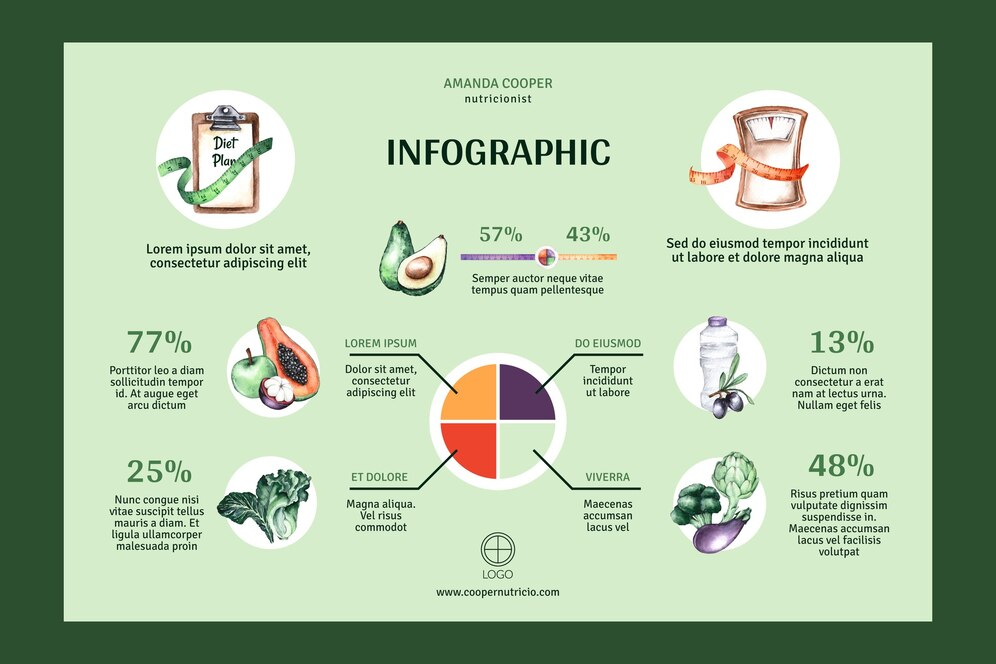 AMANDA COOPER
nutricionist
INFOGRAPHIC
Diet
Plan
Lorem ipsum dolor sit amet,
consectetur adipiscing elit
Sed do eiusmod tempor incididunt
ut labore et dolore magna aliqua
57%
43%
Semper auctor neque vitae
tempus quam pellentesque
77%
Porttitor leo a diam
sollicitudin tempor
id. At augue eget
arcu dictum
LOREM IPSUM
Dolor sit amet,
consectetur
adipiscing elit
DO EIUSMOD
Tempor
incididunt
ut labore
13%
Dictum non
consectetur a erat
nam at lectus urna.
Nullam eget felis
25%
Nunc congue nisi
vitae suscipit tellus
mauris a diam. Et
ligula ullamcorper
malesuada proin
ET DOLORE
Magna aliqua.
Vel risus
commodot
VIVERRA
Maecenas
accumsan
lacus vel
48%
Risus pretium quam
vulputate dignissim
suspendisse in.
Maecenas accumsan
lacus vel facilisis
volutpat
LOGO
www.coopernutricio.com